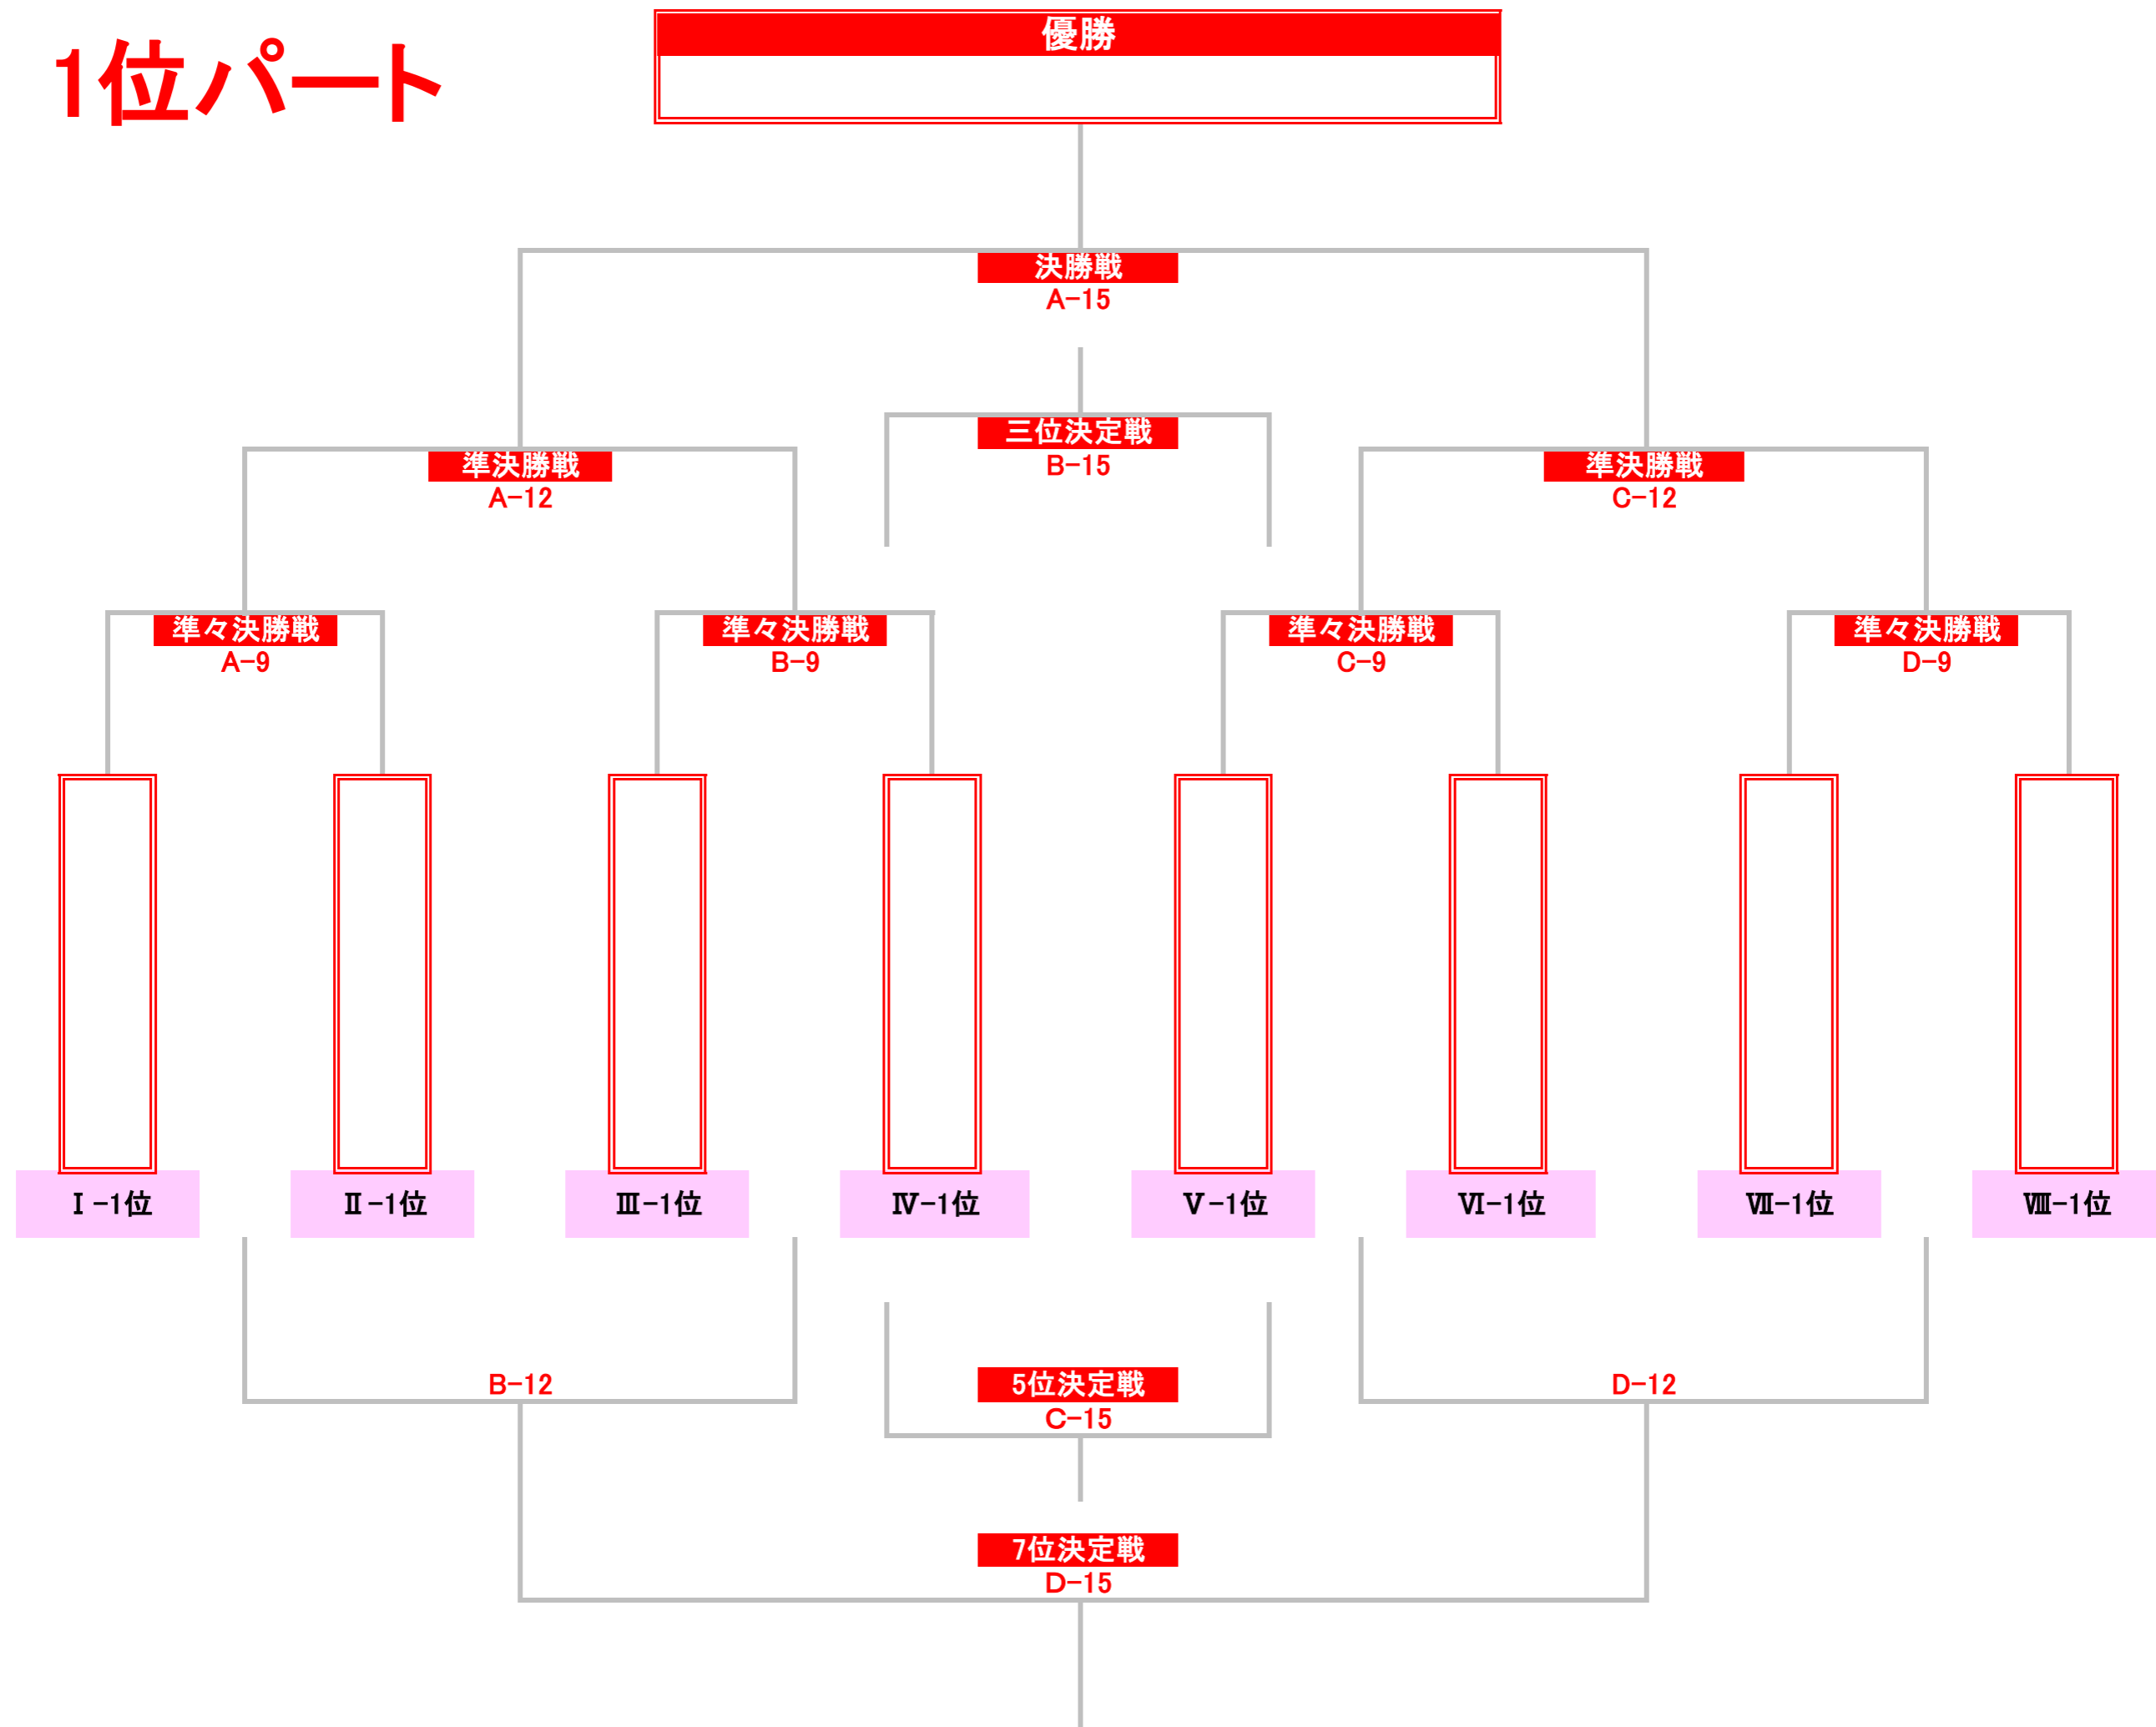 1位パート
優勝
決勝戦
A-15
三位決定戦
B-15
準決勝戦
A-12
準決勝戦
C-12
準々決勝戦
A-9
準々決勝戦
B-9
準々決勝戦
C-9
準々決勝戦
D-9
Ⅰ-1位
Ⅱ-1位
Ⅲ-1位
Ⅳ-1位
Ⅴ-1位
Ⅵ-1位
Ⅶ-1位
Ⅷ-1位
B-12
5位決定戦
C-15
D-12
7位決定戦
D-15